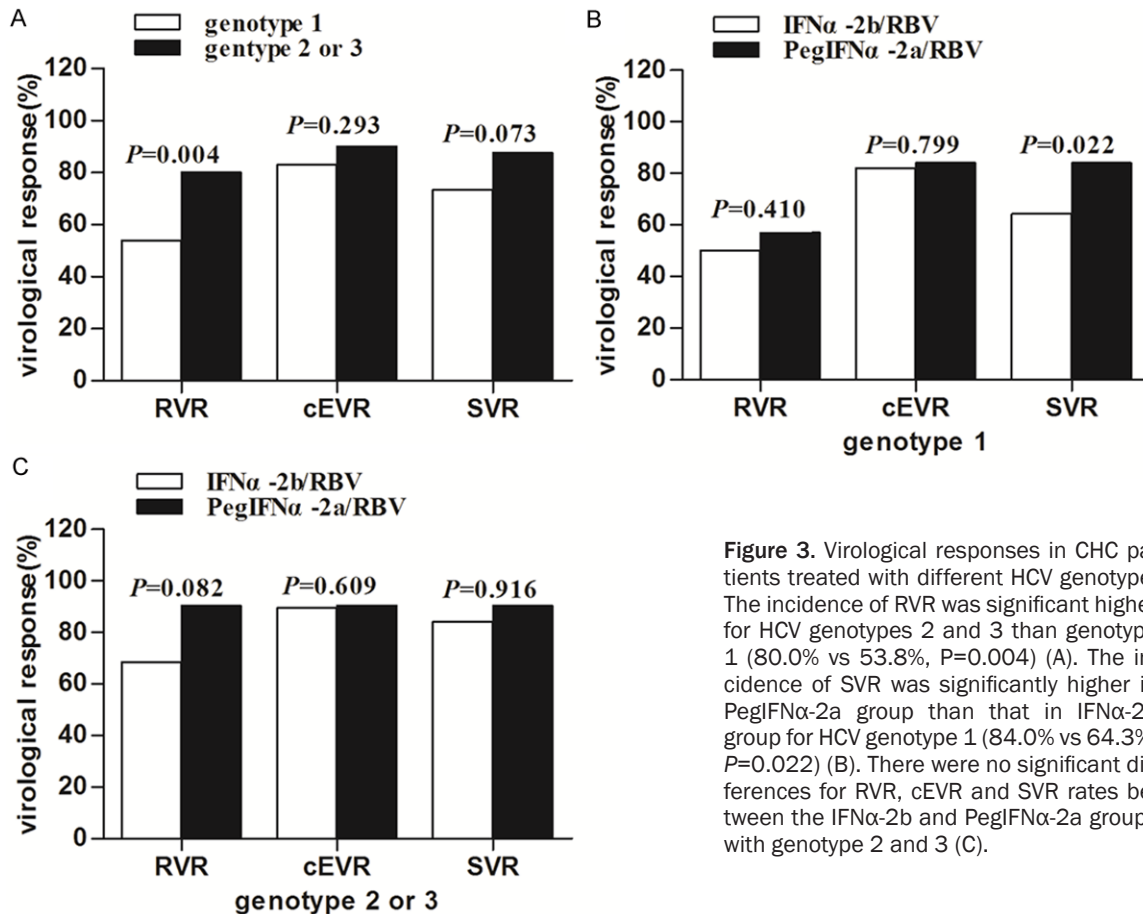 A
genotype 1
gentype 2 or 3
virological response(%)
120
100
80
60
40
20
0
P=0.004
P=0.293
P=0.073
RVR
cEVR
SVR
B
IFNα -2b/RBV
PegIFNα -2a/RBV
virological response(%)
120
100
80
60
40
20
0
P=0.410
P=0.799
P=0.022
RVR
cEVR
SVR
genotype 1
C
IFNα -2b/RBV
PegIFNα -2a/RBV
virological response(%)
120
100
80
60
40
20
0
P=0.082
P=0.609
P=0.916
RVR
cEVR
SVR
genotype 2 or 3
Figure 3. Virological responses in CHC pa
tients treated with different HCV genotype
The incidence of RVR was significant highe
for HCV genotypes 2 and 3 than genotyp
1 (80.0% vs 53.8%, P=0.004) (A). The in
cidence of SVR was significantly higher i
PegIFNα-2a group than that in IFNα-2
group for HCV genotype 1 (84.0% vs 64.3%
P=0.022) (B). There were no significant di
ferences for RVR, cEVR and SVR rates be
tween the IFNα-2b and PegIFNα-2a group
with genotype 2 and 3 (C).